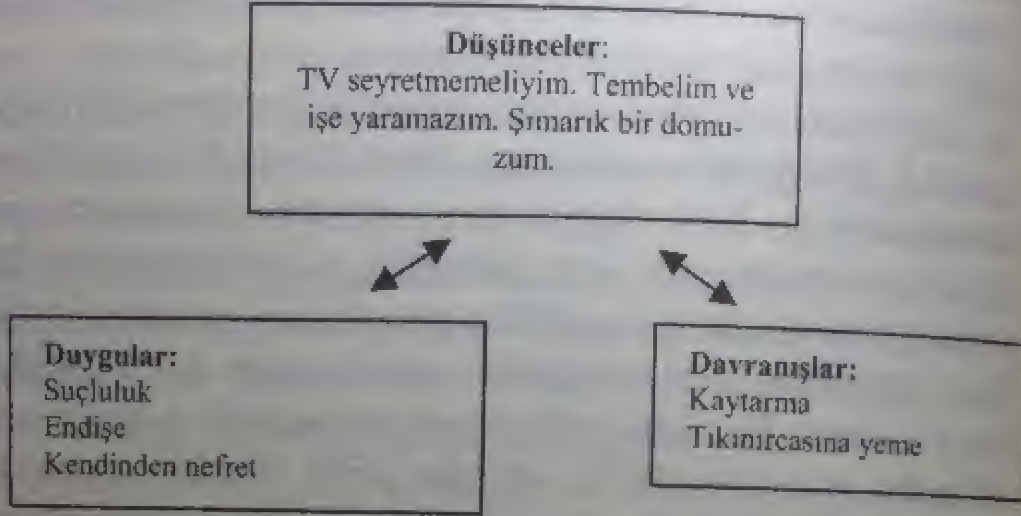 Düşünceler:
TV seyretmemeliyim. Tembelim ve
işe yaramazım. Şımarık bir domu-
zum.
Duygular:
Suçluluk
Endişe
Kendinden nefret
Davranışlar:
Kaytarma
Tıkınırcasına yeme